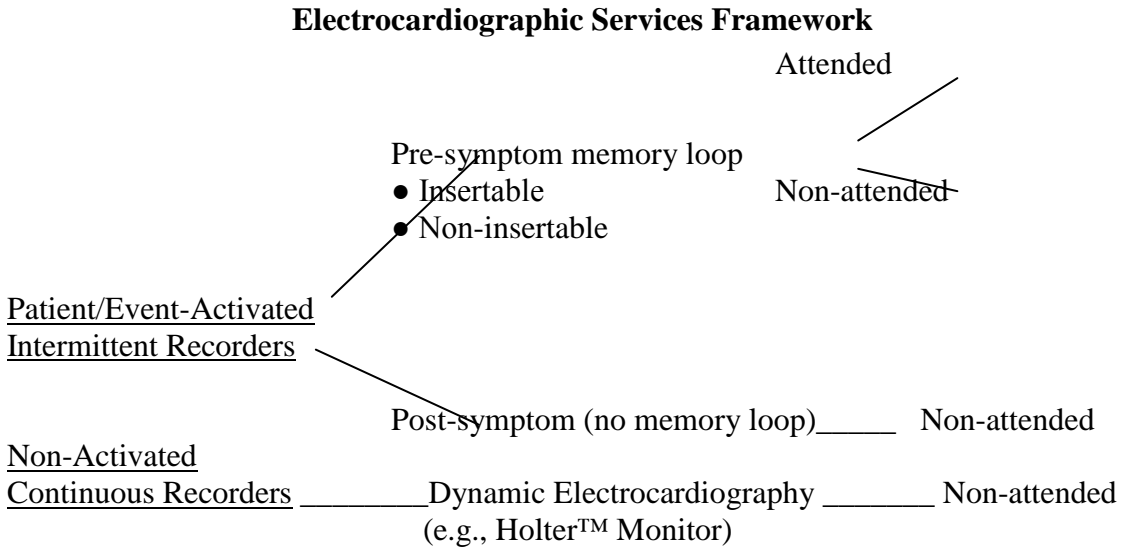 Electrocardiographic Services Framework
Attended
Pre-symptom memory loop
● Insertable Non-attended
● Non-insertable
Patient/Event-Activated
Intermittent Recorders
Post-symptom (no memory loop)_____ Non-attended
Non-Activated
Continuous Recorders ________Dynamic Electrocardiography _______ Non-attended
(e.g., Holter™ Monitor)